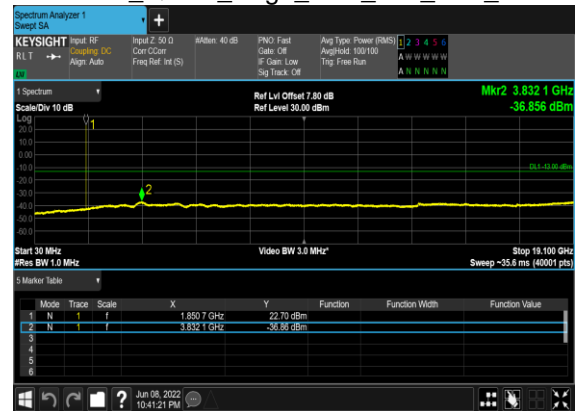 Spectrum Analyzer 1
Swept SA
KEYSIGHT
RLT
LU
Input: RF
Coupling: DC
Align: Auto
Input Z: 50 Ω
Corr CCorr
Freq Ref: Int (S)
#Atten: 40 dB
PNO: Fast
Gate: Off
IF Gain: Low
Sig Track: Off
Avg Type: Power (RMS)
Avg|Hold: 100/100
Trig: Free Run
1 2 3 4 5 6
A W W W W W
A N N N N N
1 Spectrum
Scale/Div 10 dB
Log
Ref Lvl Offset 7.80 dB
Ref Level 30.00 dBm
Mkr2 3.832 1 GHz
-36.856 dBm
1
20.0
10.0
0.00
-10.0
DL1 -13.00 dBm
-20.0
-30.0
2
-40.0
-50.0
-60.0
Start 30 MHz
#Res BW 1.0 MHz
Video BW 3.0 MHz*
Stop 19.100 GHz
Sweep ~35.6 ms (40001 pts)
5 Marker Table
Mode Trace Scale X Y Function Function Width Function Value
1 N 1 f 1.850 7 GHz 22.70 dBm
2 N 1 f 3.832 1 GHz -36.86 dBm
3
4
5
6
?
Jun 08, 2022
10:41:21 PM